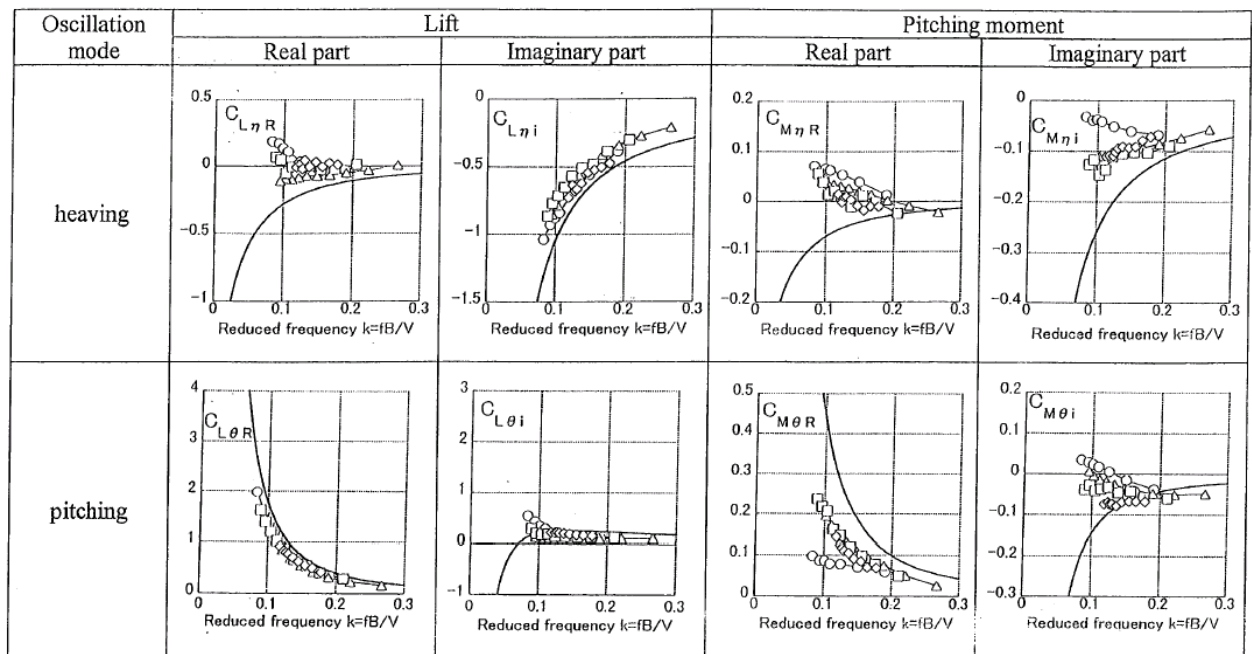 Oscillation mode
Lift
Pitching moment
Real part
Imaginary part
Real part
Imaginary part
heaving
0.5
0
−0.5
−1
C L η R
0
0.1
0.2
0.3
Reduced frequency k=fB/V
0
−0.5
−1
−1.5
C L η i
0
0.1
0.2
0.3
Reduced frequency k=fB/V
0.2
0.1
0
−0.1
−0.2
C M η R
0
0.1
0.2
0.3
Reduced frequency k=fB/V
0
−0.1
−0.2
−0.3
−0.4
C M η i
0
0.1
0.2
0.3
Reduced frequency k=fB/V
pitching
4
3
2
1
0
C L θ R
0
0.1
0.2
0.3
Reduced frequency k=fB/V
3
2
1
0
−1
C L θ i
0
0.1
0.2
0.3
Reduced frequency k=fB/V
0.5
0.4
0.3
0.2
0.1
0
C M θ R
0
0.1
0.2
0.3
Reduced frequency k=fB/V
0.2
0.1
0
−0.1
−0.2
−0.3
C M θ i
0
0.1
0.2
0.3
Reduced frequency k=fB/V